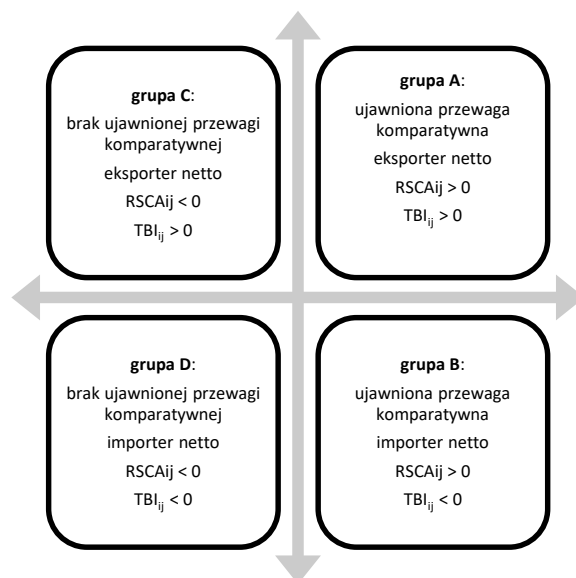 grupa C:
brak ujawnionej przewagi
komparatywnej
eksporter netto
RSCAij < 0
TBIij > 0
grupa A:
ujawniona przewaga
komparatywna
eksporter netto
RSCAij > 0
TBIij > 0
grupa D:
brak ujawnionej przewagi
komparatywnej
importer netto
RSCAij < 0
TBIij < 0
grupa B:
ujawniona przewaga
komparatywna
importer netto
RSCAij > 0
TBIij < 0